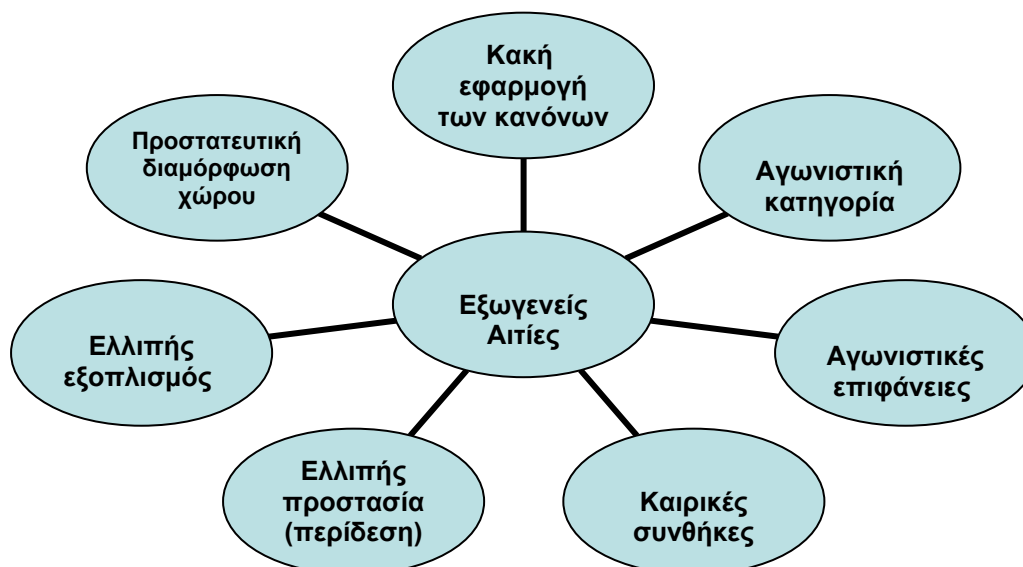 Κακή
εφαρμογή
των κανόνων
Προστατευτική
διαμόρφωση
χώρου
Αγωνιστική
κατηγορία
Εξωγενείς
Αιτίες
Ελλιπής
εξοπλισμός
Αγωνιστικές
επιφάνειες
Ελλιπής
προστασία
(περίδεση)
Καιρικές
συνθήκες